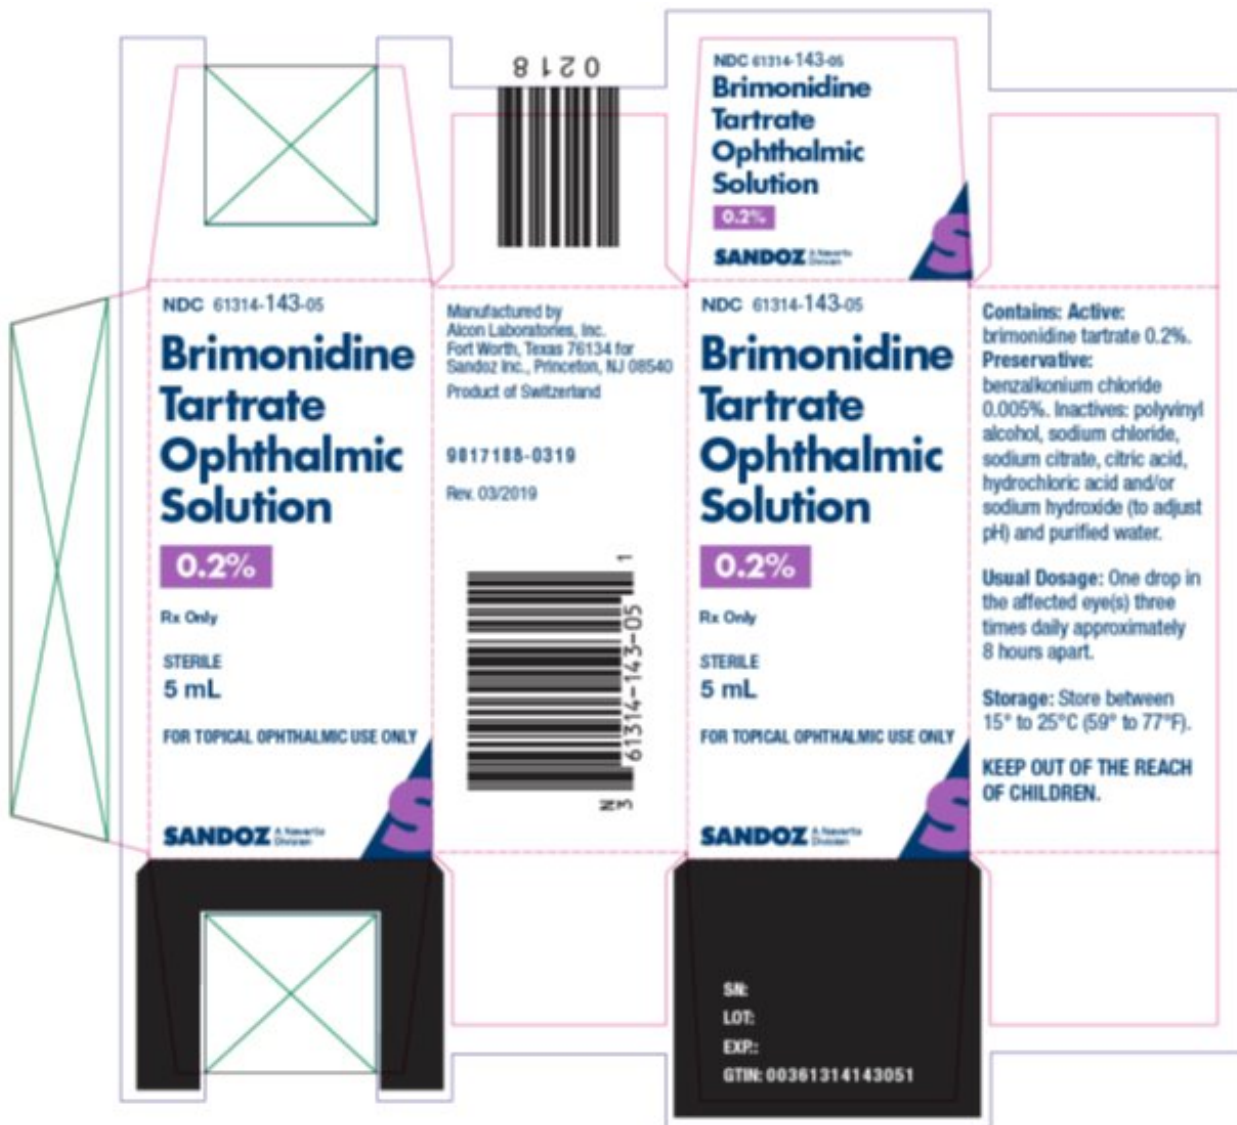 0218
NDC 61314-143-05
Brimonidine
Tartrate
Ophthalmic
Solution
0.2%
SANDOZ A Novartis
Division
S
NDC 61314-143-05
Brimonidine
Tartrate
Ophthalmic
Solution
0.2%
Rx Only
STERILE
5 mL
FOR TOPICAL OPHTHALMIC USE ONLY
SANDOZ A Novartis
Division
S
Manufactured by
Alcon Laboratories, Inc.
Fort Worth, Texas 76134 for
Sandoz Inc., Princeton, NJ 08540
Product of Switzerland
9817188-0319
Rev. 03/2019
N
3 61314-143-05 1
NDC 61314-143-05
Brimonidine
Tartrate
Ophthalmic
Solution
0.2%
Rx Only
STERILE
5 mL
FOR TOPICAL OPHTHALMIC USE ONLY
SANDOZ A Novartis
Division
S
Contains: Active:
brimonidine tartrate 0.2%.
Preservative:
benzalkonium chloride
0.005%. Inactives: polyvinyl
alcohol, sodium chloride,
sodium citrate, citric acid,
hydrochloric acid and/or
sodium hydroxide (to adjust
pH) and purified water.
Usual Dosage: One drop in
the affected eye(s) three
times daily approximately
8 hours apart.
Storage: Store between
15° to 25°C (59° to 77°F).
KEEP OUT OF THE REACH
OF CHILDREN.
SN:
LOT:
EXP.:
GTIN: 00361314143051